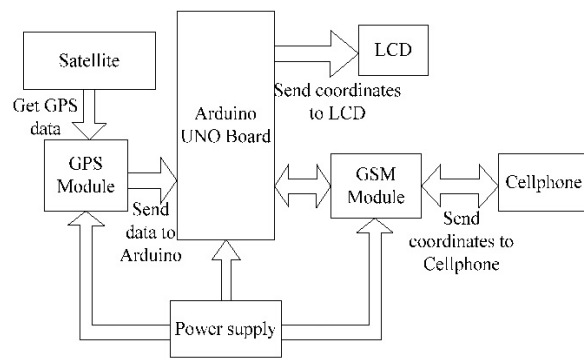 Satellite
Get GPS
data
GPS
Module
Send
data to
Arduino
Arduino
UNO Board
LCD
Send coordinates
to LCD
GSM
Module
Cellphone
Send
coordinates to
Cellphone
Power supply